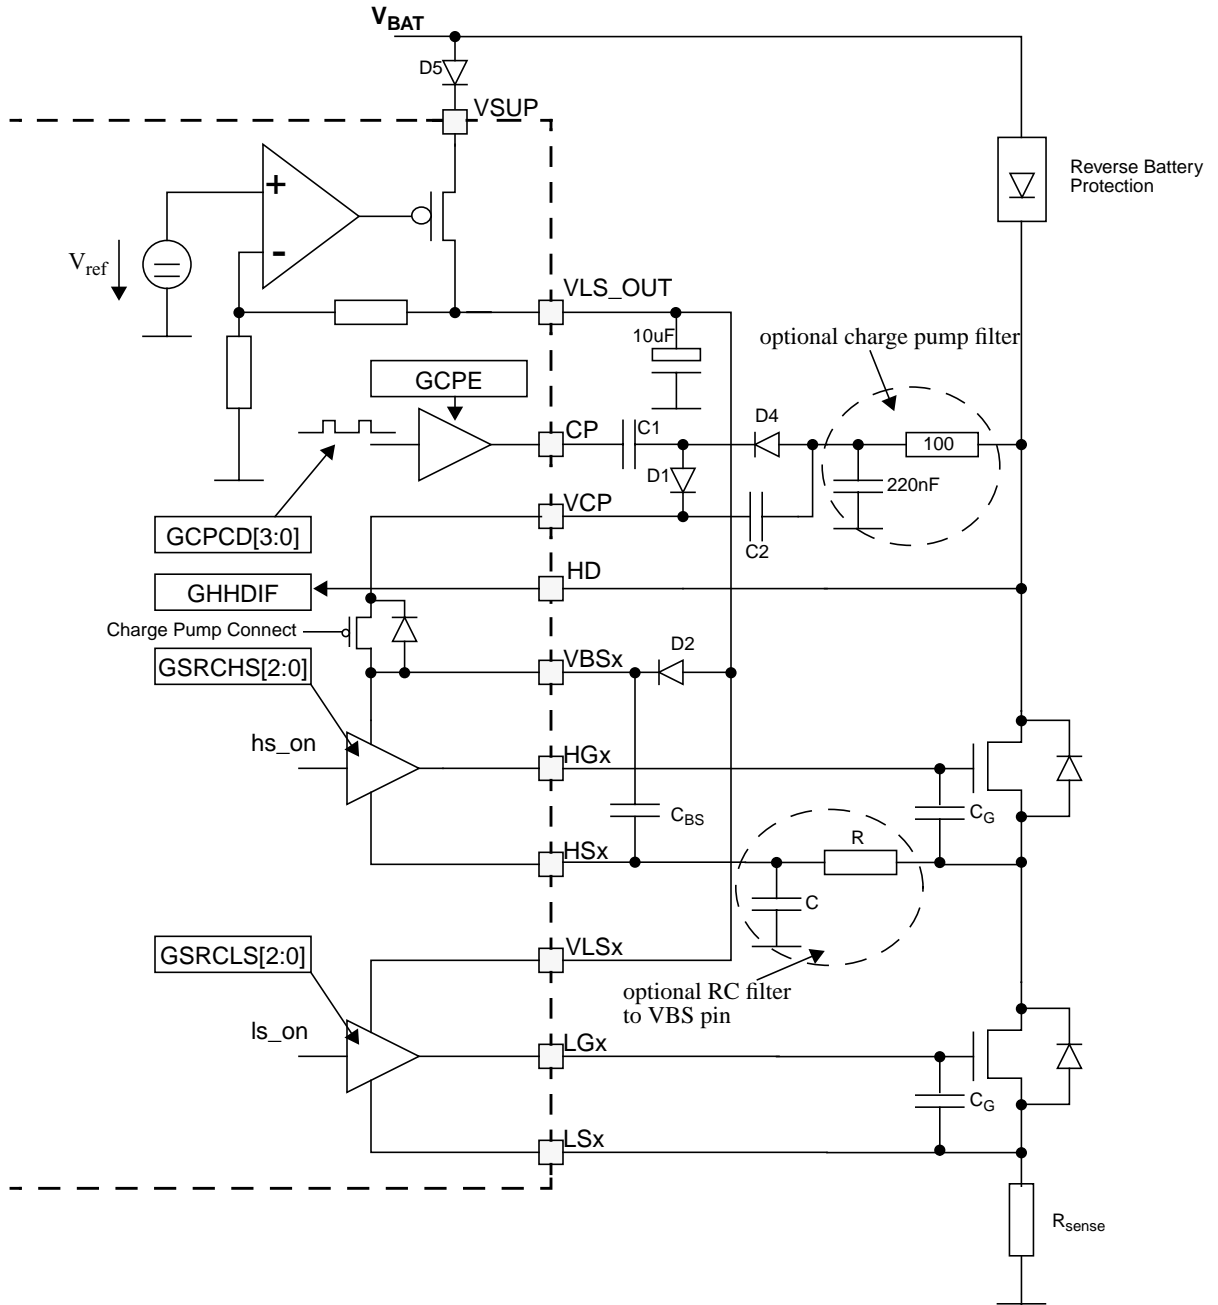 VBAT
D5
VSUP
Reverse Battery
Protection
+
-
Vref
VLS_OUT
10uF
optional charge pump filter
GCPE
CP
C1
D4
100
D1
220nF
VCP
C2
GCPCD[3:0]
HD
GHHDIF
Charge Pump Connect
D2
VBSx
GSRCHS[2:0]
hs_on
HGx
CBS
CG
R
HSx
C
GSRCLS[2:0]
VLSx
optional RC filter
to VBS pin
ls_on
LGx
CG
LSx
Rsense